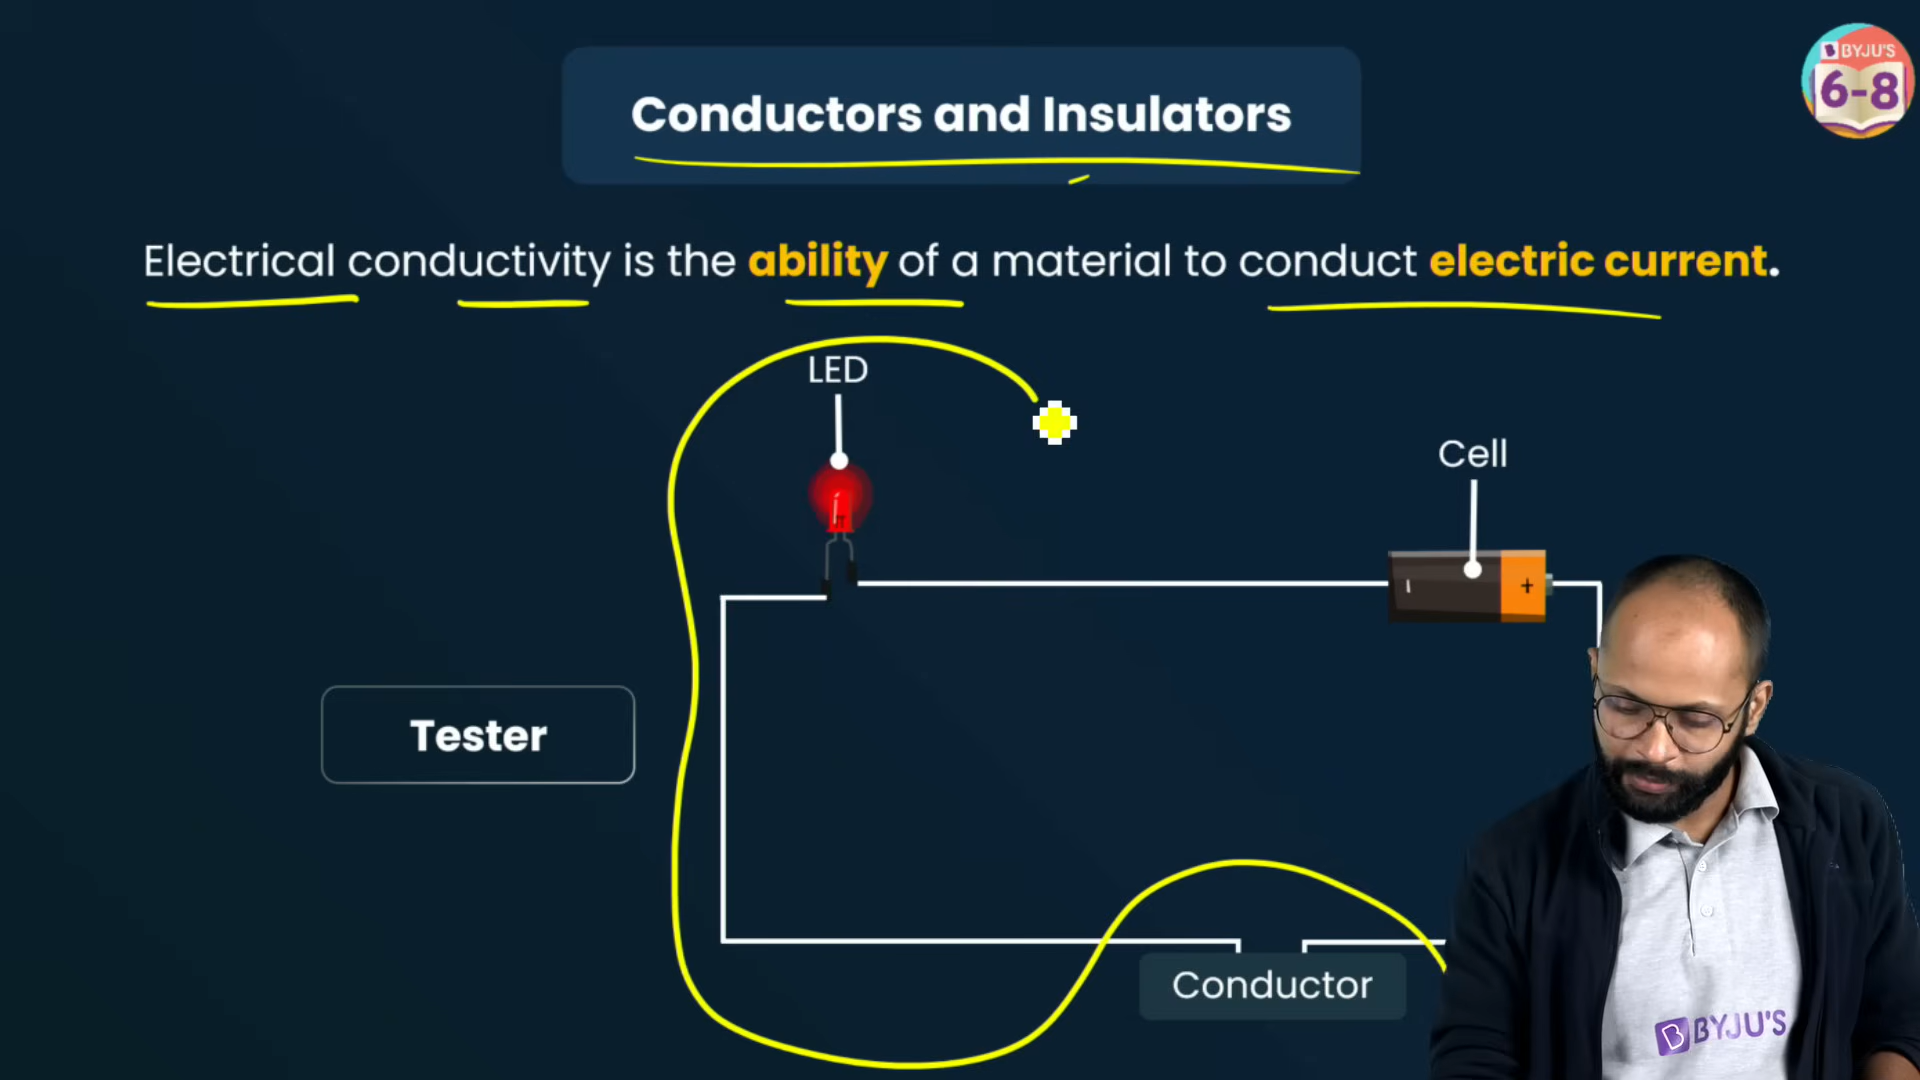 BYJU'S
6-8
Conductors and Insulators
Electrical conductivity is the ability of a material to conduct electric current.
LED
Cell
+
Tester
Conductor
BYJU'S